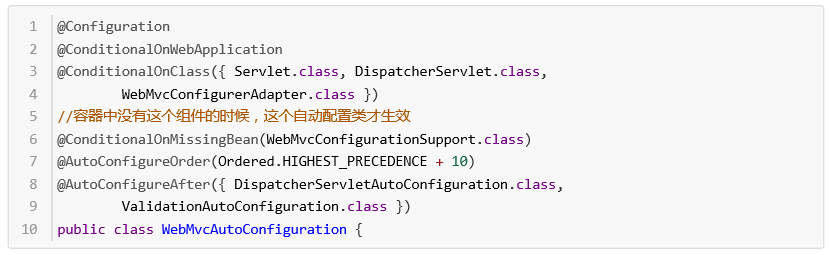 1 @Configuration
2 @ConditionalOnWebApplication
3 @ConditionalOnClass({ Servlet.class, DispatcherServlet.class,
4         WebMvcConfigurerAdapter.class })
5 //容器中没有这个组件的时候，这个自动配置类才生效
6 @ConditionalOnMissingBean(WebMvcConfigurationSupport.class)
7 @AutoConfigureOrder(Ordered.HIGHEST_PRECEDENCE + 10)
8 @AutoConfigureAfter({ DispatcherServletAutoConfiguration.class,
9         ValidationAutoConfiguration.class })
10 public class WebMvcAutoConfiguration {